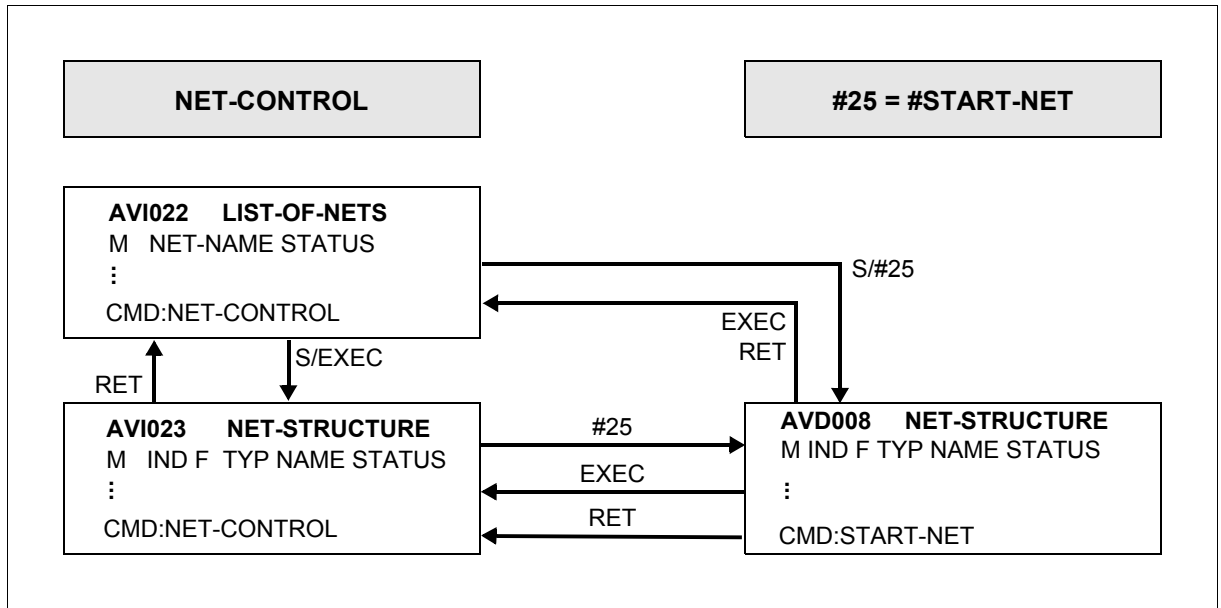 NET-CONTROL
#25 = #START-NET
AVI022 LIST-OF-NETS
M NET-NAME STATUS
⋮
CMD:NET-CONTROL
S/#25
EXEC
RET
RET
S/EXEC
AVI023 NET-STRUCTURE
M IND F TYP NAME STATUS
⋮
CMD:NET-CONTROL
#25
EXEC
RET
AVD008 NET-STRUCTURE
M IND F TYP NAME STATUS
⋮
CMD:START-NET